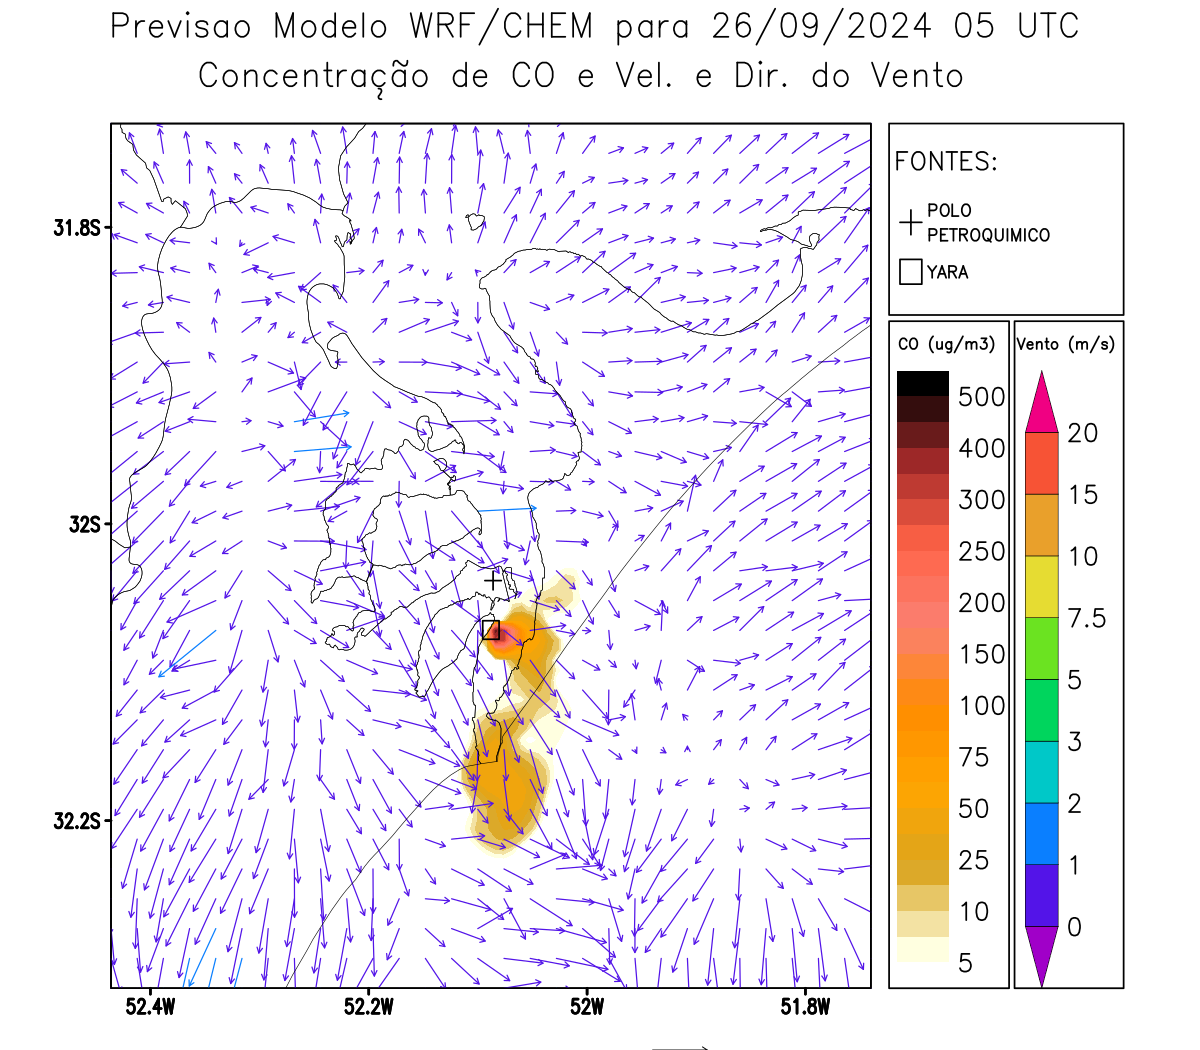 Previsao Modelo WRF/CHEM para 26/09/2024 05 UTC
Concentração de CO e Vel. e Dir. do Vento
FONTES:
POLO
PETROQUIMICO
YARA
CO (ug/m3)
500
400
300
250
200
150
100
75
50
25
10
5
Vento (m/s)
20
15
10
7.5
5
3
2
1
0
31.8S
32S
32.2S
52.4W
52.2W
52W
51.8W